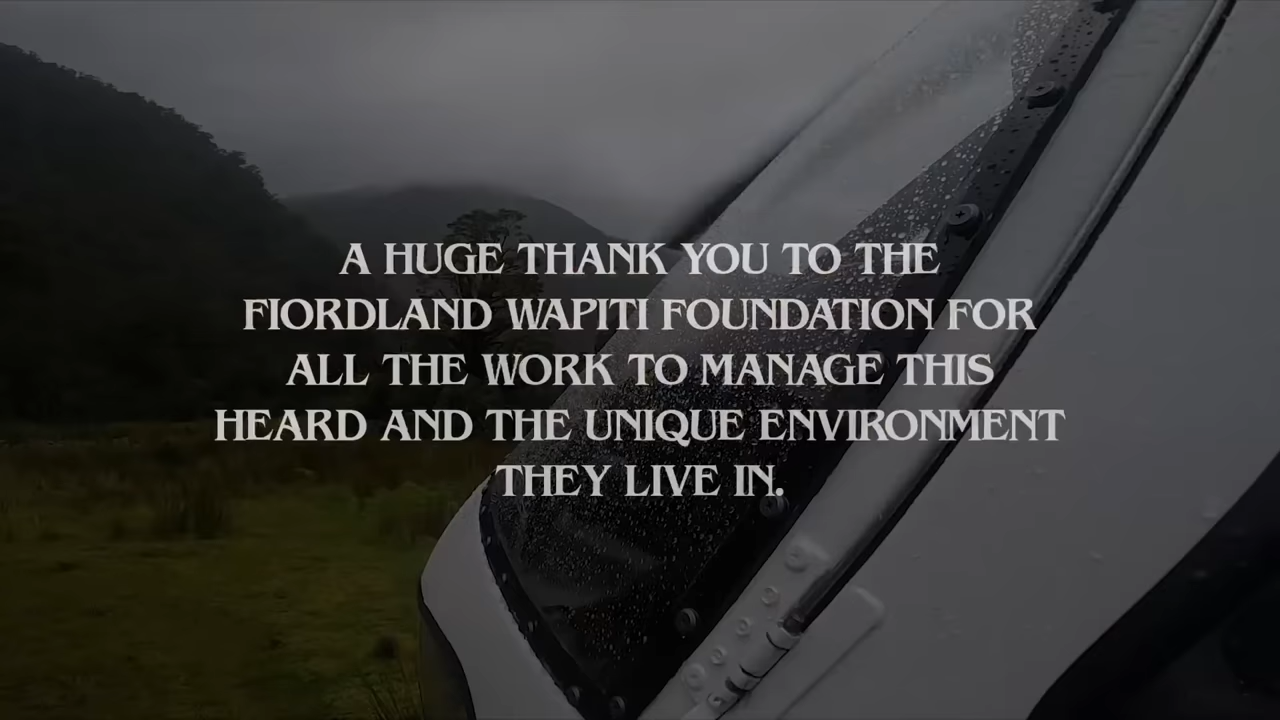 A HUGE THANK YOU TO THE
FIORDLAND WAPITI FOUNDATION FOR
ALL THE WORK TO MANAGE THIS
HEARD AND THE UNIQUE ENVIRONMENT
THEY LIVE IN.